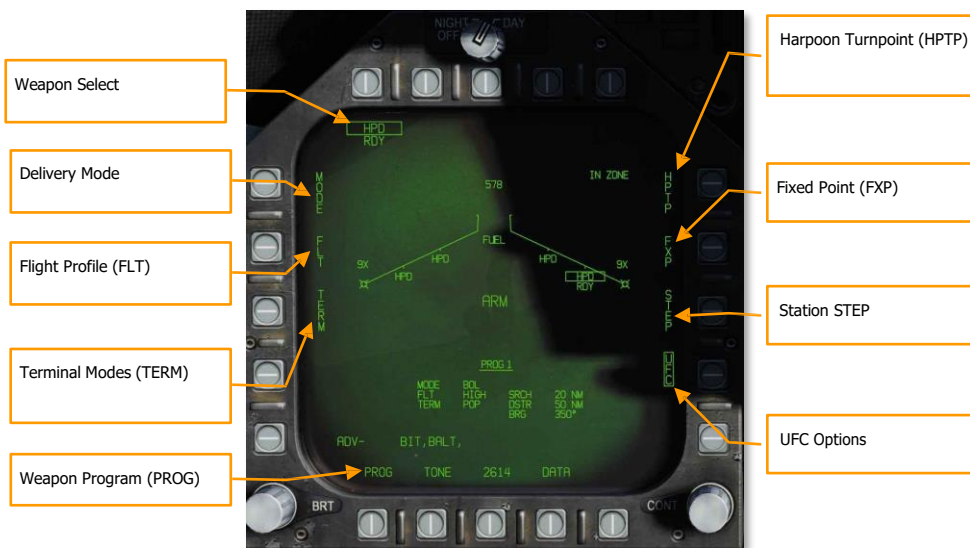 NIGHT DAY
OFF
Harpoon Turnpoint (HPTP)
Weapon Select
HPD
RDY
Delivery Mode
MODE
578
IN ZONE
HPTP
Fixed Point (FXP)
FLT
FUEL
FXP
Flight Profile (FLT)
9X
HPD
HPD
HPD
HPD
RDY
9X
TERM
ARM
STEP
Station STEP
Terminal Modes (TERM)
PROG 1
UFC
MODE BOL
FLT HIGH SRCH 20 NM
TERM POP DSTR 50 NM
BRG 350°
UFC Options
ADV- BIT,BALT,
Weapon Program (PROG)
PROG TONE 2614 DATA
BRT
CONT